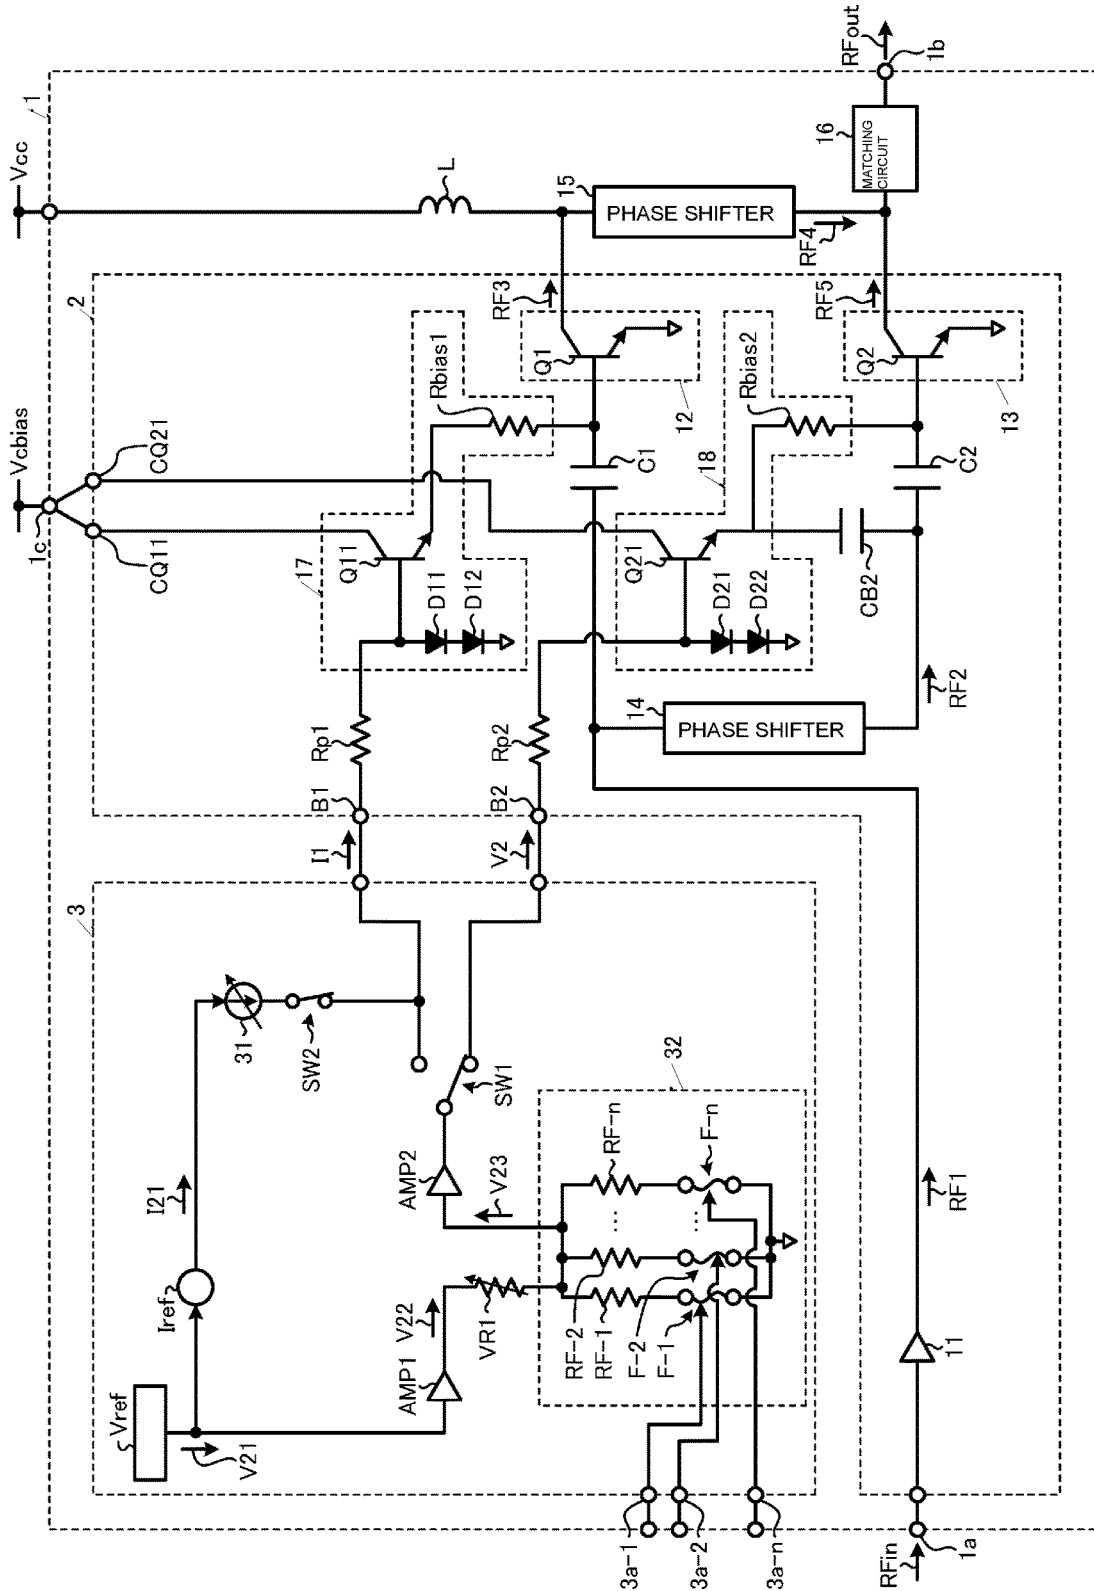 Vcc
1
Vcbias
1c
CQ11
CQ21
2
L
15
PHASE SHIFTER
RF4
16
MATCHING
CIRCUIT
RFout
1b
RF3
Q1
12
Rbias1
17
Q11
D11
D12
C1
RF5
Q2
13
Rbias2
18
Q21
D21
D22
C2
CB2
RF2
14
PHASE SHIFTER
Rp1
B1
I1
Rp2
B2
V2
3
31
SW2
SW1
32
I21
Iref
Vref
V21
AMP1
V22
VR1
AMP2
V23
RF-n
RF-2
RF-1
F-n
F-2
F-1
...
...
3a-1
3a-2
3a-n
RF1
11
1a
RFin